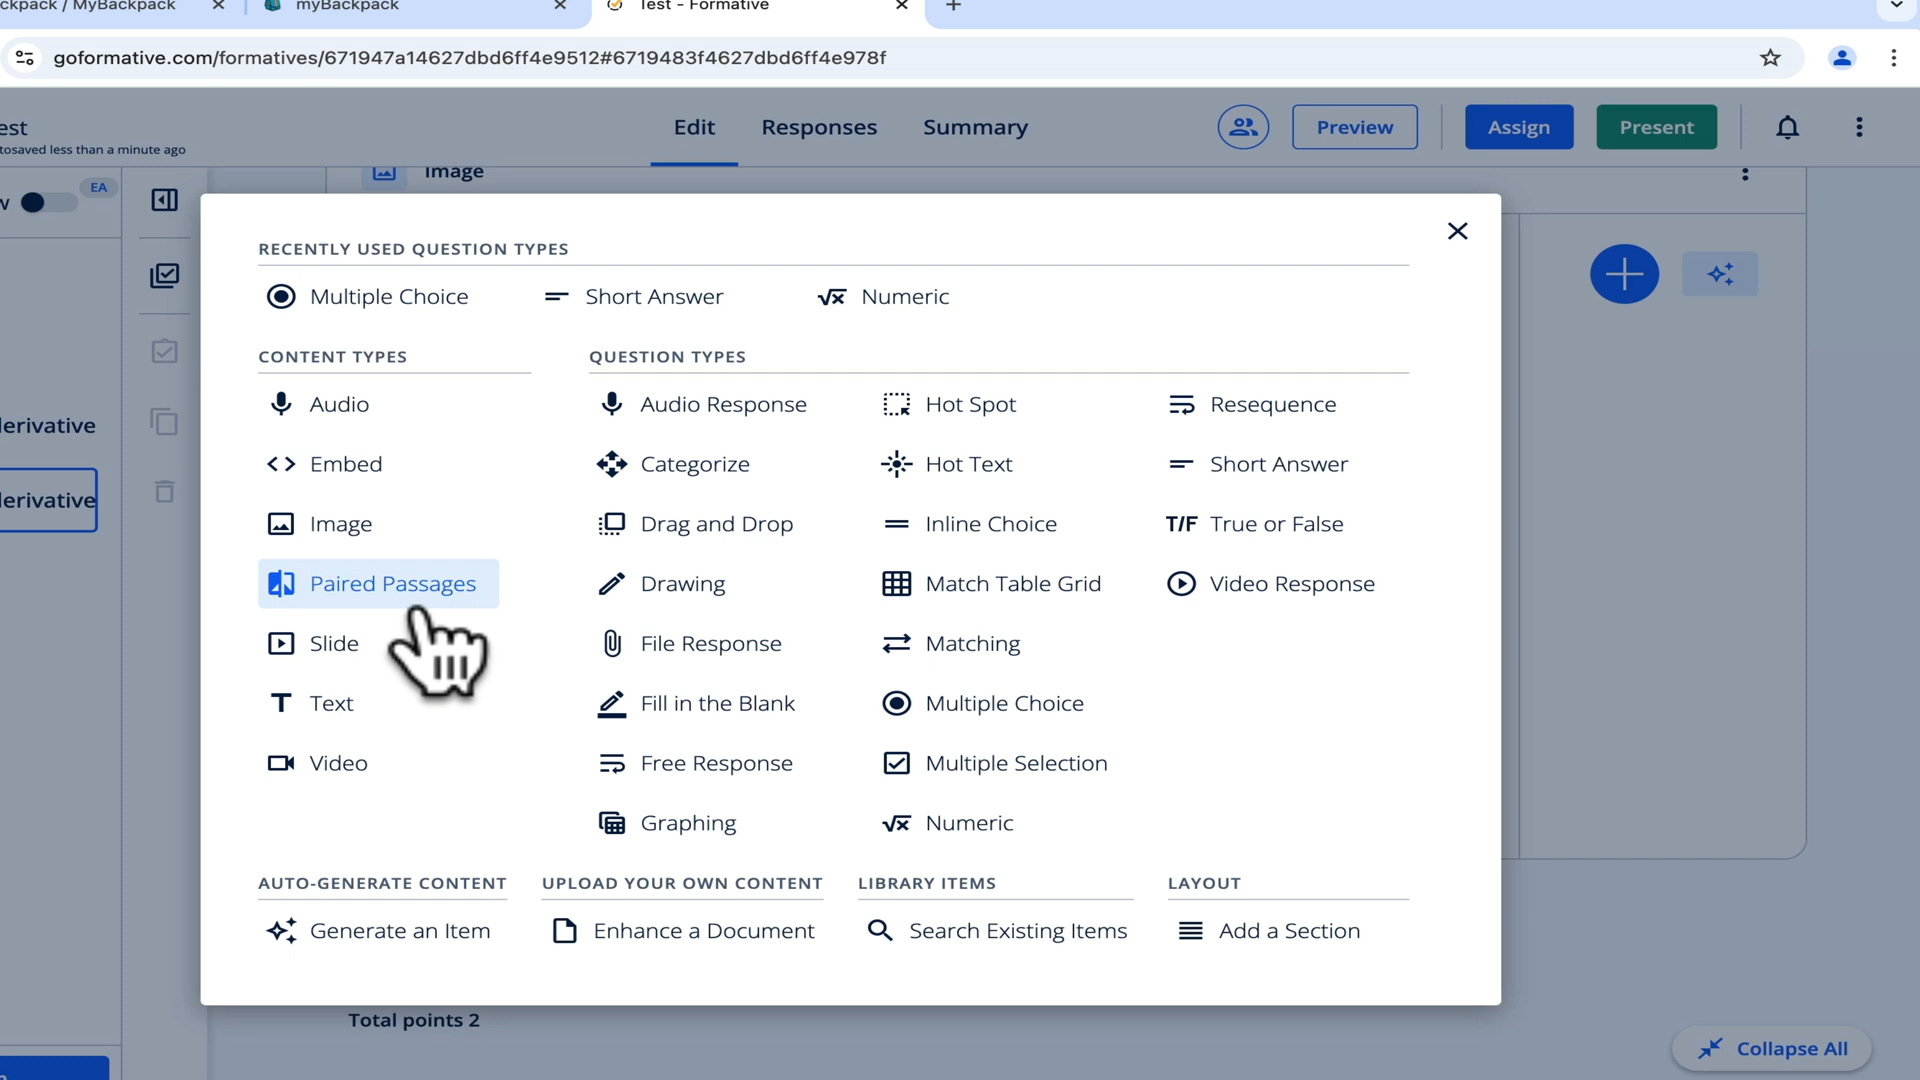 ckpack / MyBackpack
myBackpack
Test - Formative
goformative.com/formatives/671947a14627dbd6ff4e9512#6719483f4627dbd6ff4e978f
est
Edit
Responses
Summary
Preview
Assign
Present
tosaved less than a minute ago
w
EA
Image
RECENTLY USED QUESTION TYPES
Multiple Choice
Short Answer
Numeric
CONTENT TYPES
Audio
Embed
Image
Paired Passages
Slide
Text
Video
QUESTION TYPES
Audio Response
Categorize
Drag and Drop
Drawing
File Response
Fill in the Blank
Free Response
Graphing
Hot Spot
Hot Text
Inline Choice
Match Table Grid
Matching
Multiple Choice
Multiple Selection
Numeric
Resequence
Short Answer
T/F True or False
Video Response
derivative
derivative
AUTO-GENERATE CONTENT
Generate an Item
UPLOAD YOUR OWN CONTENT
Enhance a Document
LIBRARY ITEMS
Search Existing Items
LAYOUT
Add a Section
Total points 2
Collapse All